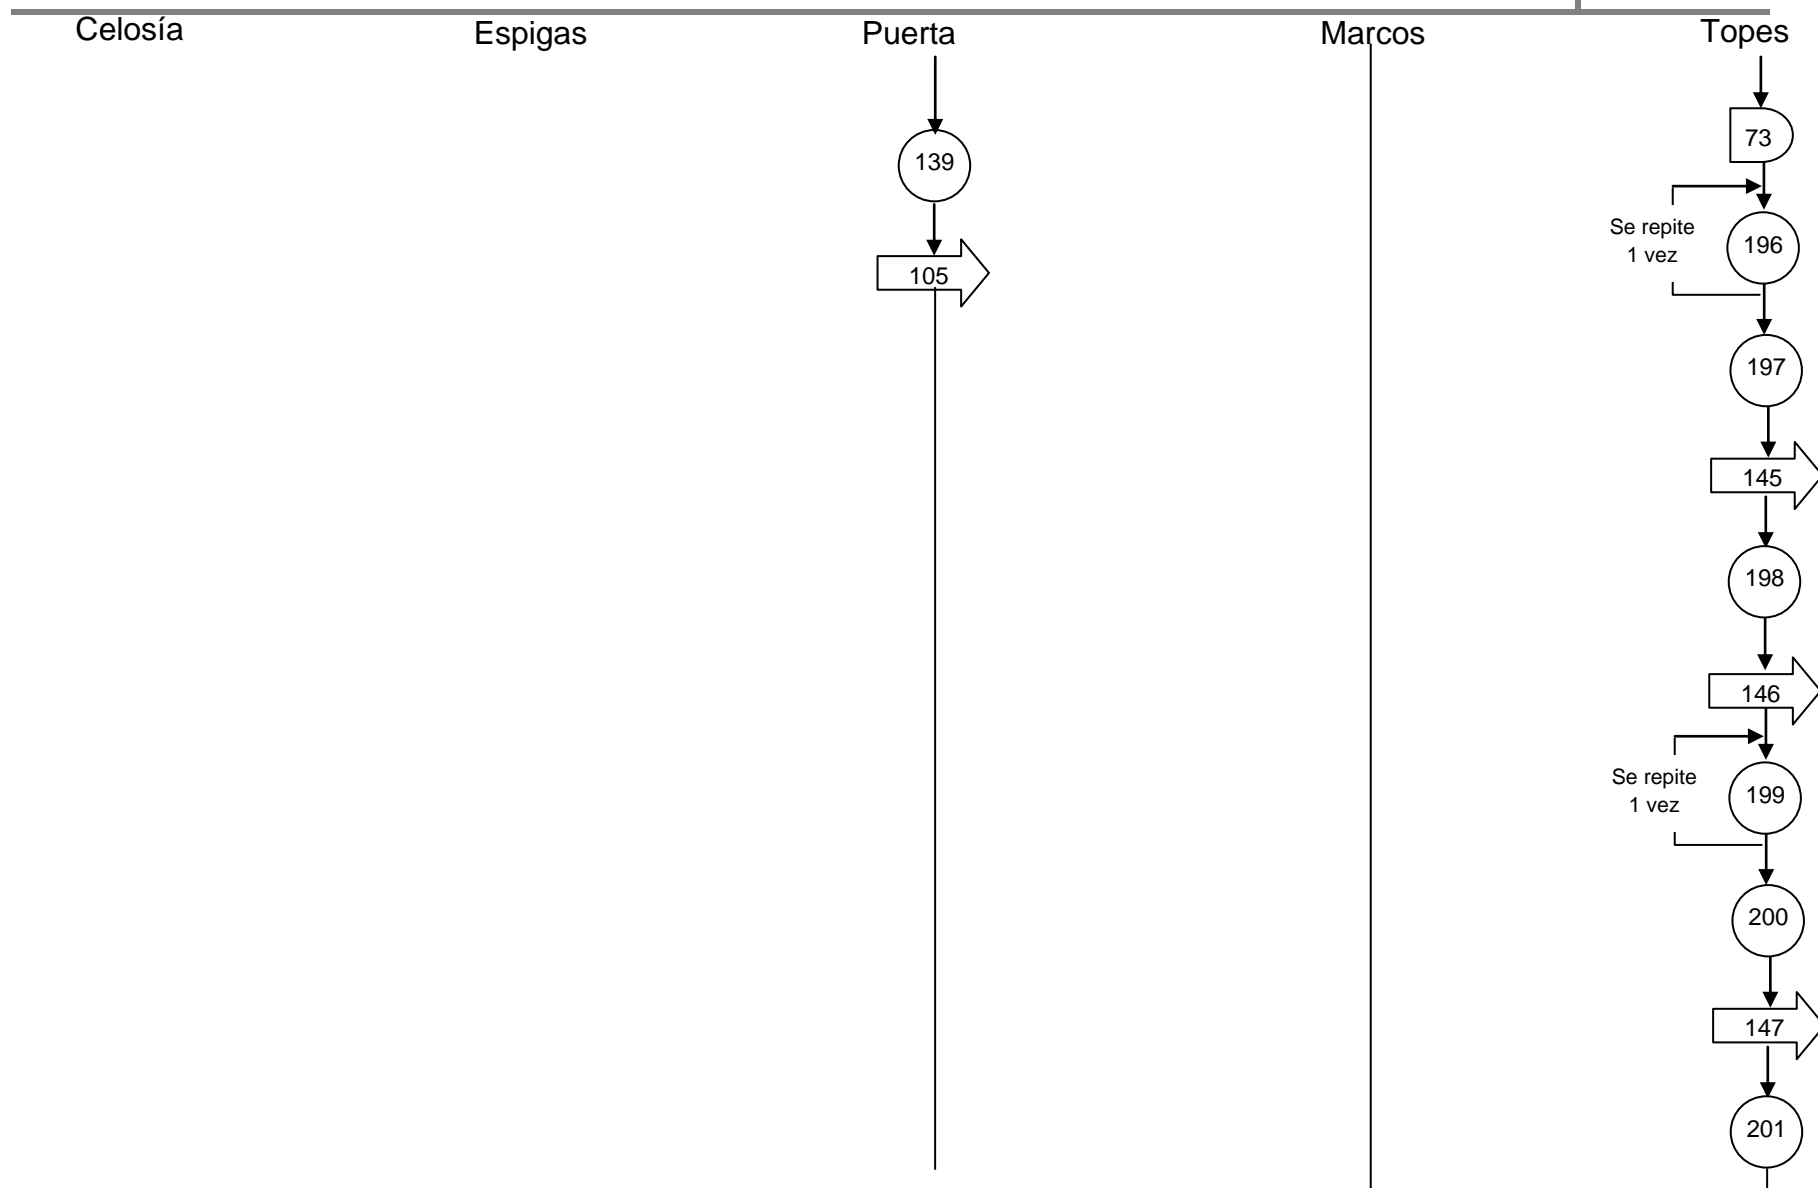 Celosía
Espigas
Puerta
Marcos
Topes
139
105
73
Se repite
1 vez
196
197
145
198
146
Se repite
1 vez
199
200
147
201